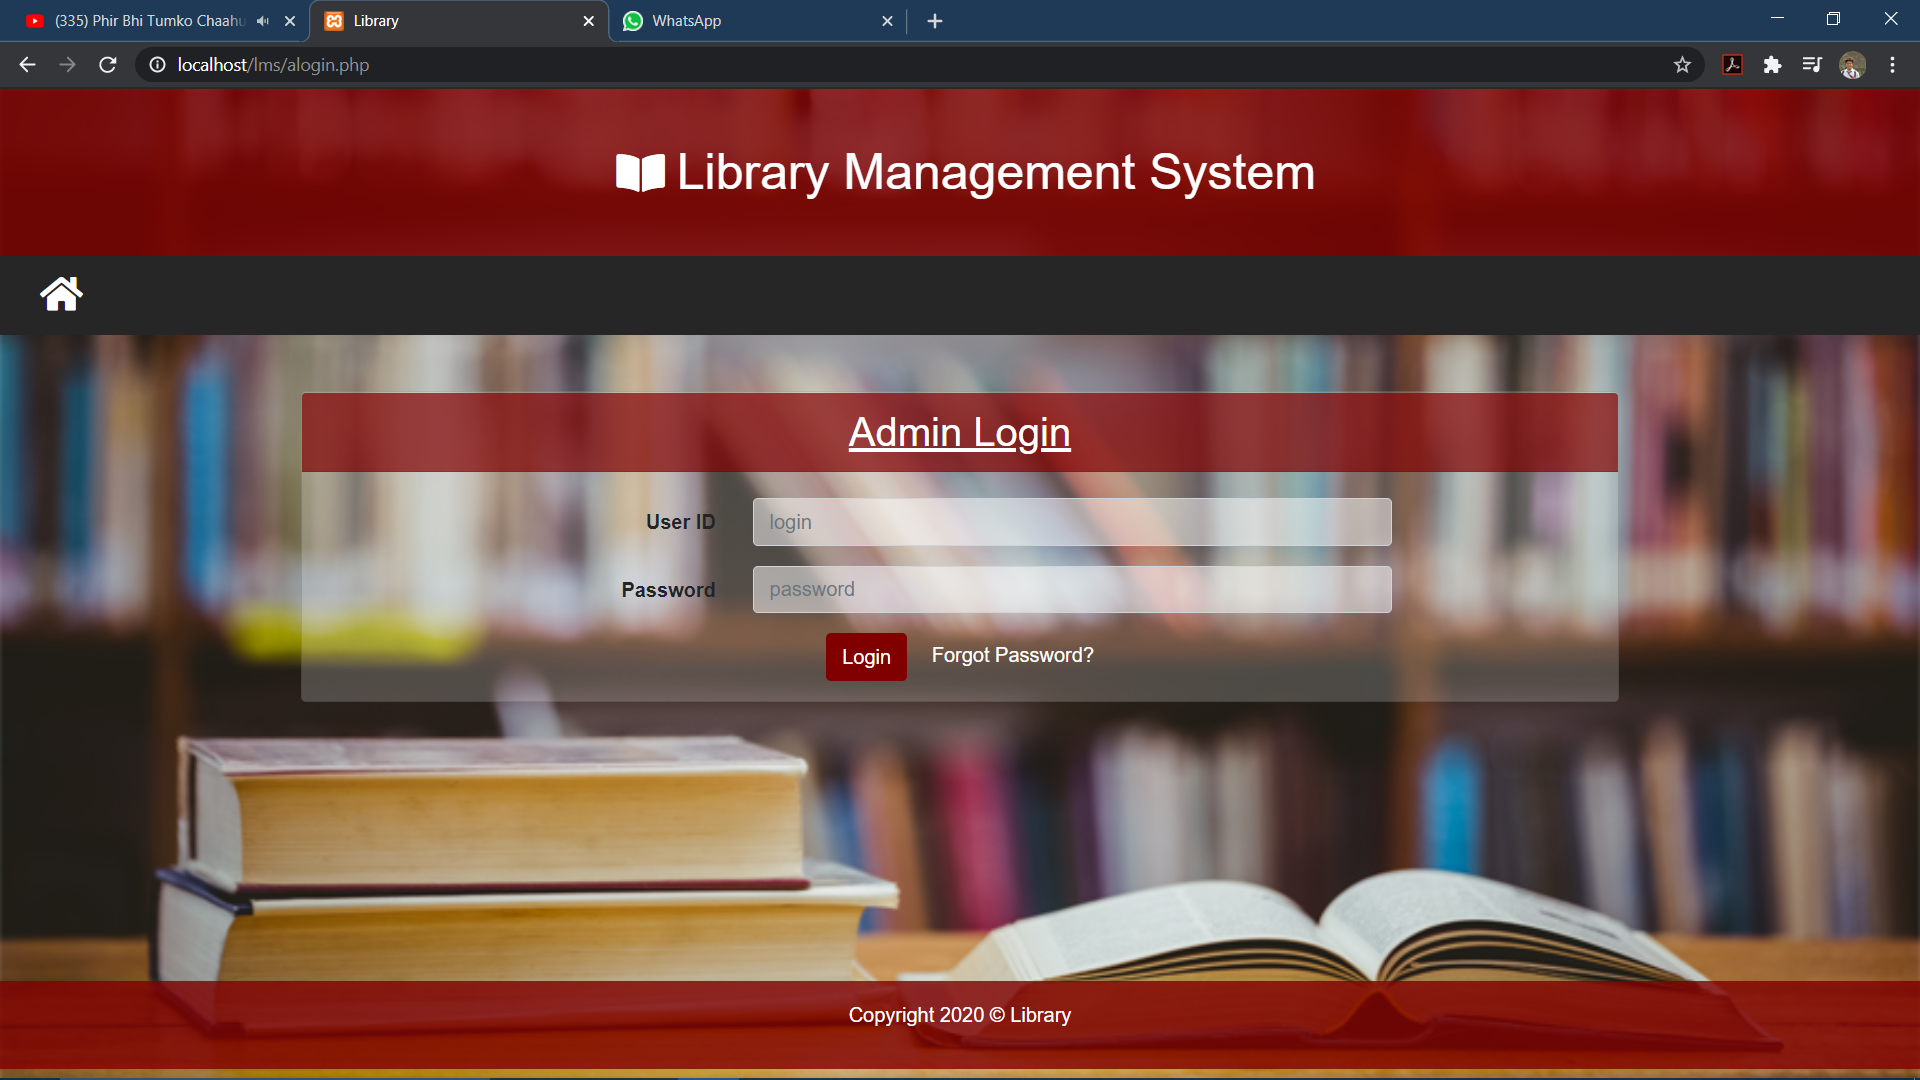 (335) Phir Bhi Tumko Chaahu
Library
WhatsApp
localhost/lms/alogin.php
Library Management System
Admin Login
User ID
login
Password
password
Login
Forgot Password?
Copyright 2020 © Library